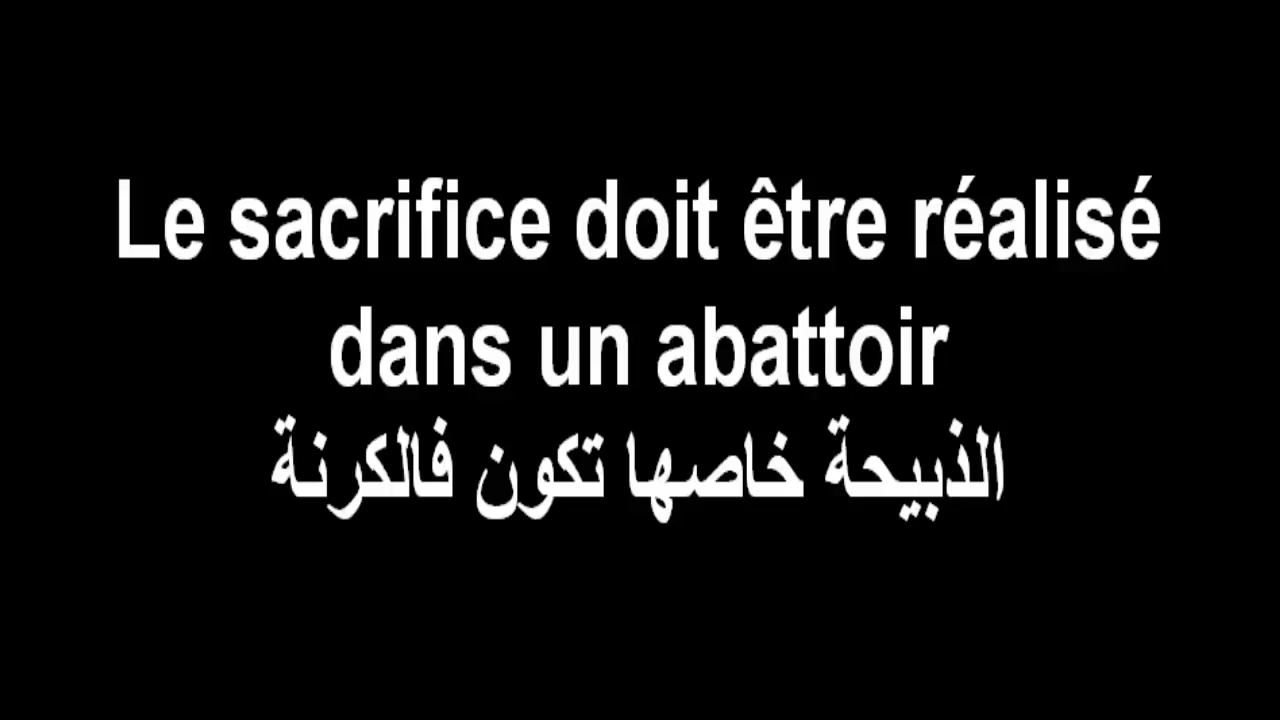 Le sacrifice doit être réalisé
dans un abattoir
الذبيحة خاصها تكون فالكرنة